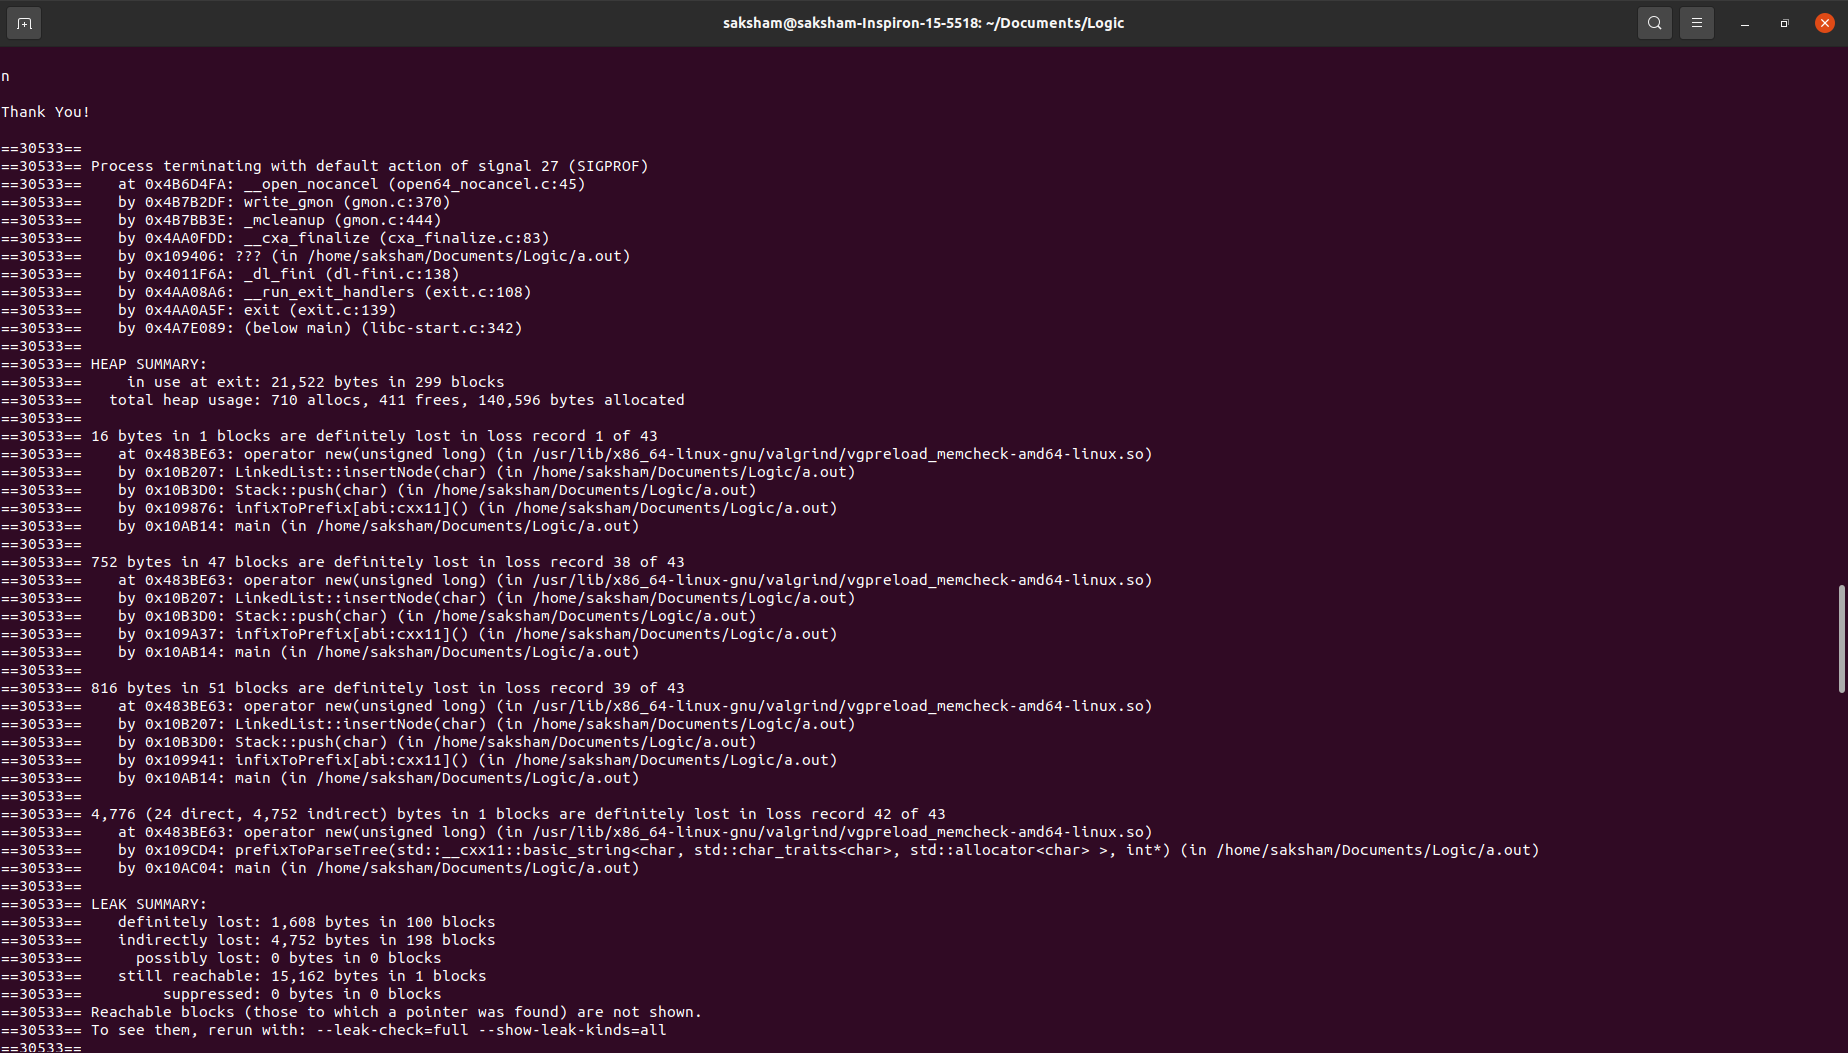 saksham@saksham-Inspiron-15-5518: ~/Documents/Logic
n
Thank You!
==30533==
==30533== Process terminating with default action of signal 27 (SIGPROF)
==30533==    at 0x4B6D4FA: __open_nocancel (open64_nocancel.c:45)
==30533==    by 0x4B7B2DF: write_gmon (gmon.c:370)
==30533==    by 0x4B7BB3E: _mcleanup (gmon.c:444)
==30533==    by 0x4AA0FDD: __cxa_finalize (cxa_finalize.c:83)
==30533==    by 0x109406: ??? (in /home/saksham/Documents/Logic/a.out)
==30533==    by 0x4011F6A: _dl_fini (dl-fini.c:138)
==30533==    by 0x4AA08A6: __run_exit_handlers (exit.c:108)
==30533==    by 0x4AA0A5F: exit (exit.c:139)
==30533==    by 0x4A7E089: (below main) (libc-start.c:342)
==30533==
==30533== HEAP SUMMARY:
==30533==     in use at exit: 21,522 bytes in 299 blocks
==30533==   total heap usage: 710 allocs, 411 frees, 140,596 bytes allocated
==30533==
==30533== 16 bytes in 1 blocks are definitely lost in loss record 1 of 43
==30533==    at 0x483BE63: operator new(unsigned long) (in /usr/lib/x86_64-linux-gnu/valgrind/vgpreload_memcheck-amd64-linux.so)
==30533==    by 0x10B207: LinkedList::insertNode(char) (in /home/saksham/Documents/Logic/a.out)
==30533==    by 0x10B3D0: Stack::push(char) (in /home/saksham/Documents/Logic/a.out)
==30533==    by 0x109876: infixToPrefix[abi:cxx11]() (in /home/saksham/Documents/Logic/a.out)
==30533==    by 0x10AB14: main (in /home/saksham/Documents/Logic/a.out)
==30533==
==30533== 752 bytes in 47 blocks are definitely lost in loss record 38 of 43
==30533==    at 0x483BE63: operator new(unsigned long) (in /usr/lib/x86_64-linux-gnu/valgrind/vgpreload_memcheck-amd64-linux.so)
==30533==    by 0x10B207: LinkedList::insertNode(char) (in /home/saksham/Documents/Logic/a.out)
==30533==    by 0x10B3D0: Stack::push(char) (in /home/saksham/Documents/Logic/a.out)
==30533==    by 0x109A37: infixToPrefix[abi:cxx11]() (in /home/saksham/Documents/Logic/a.out)
==30533==    by 0x10AB14: main (in /home/saksham/Documents/Logic/a.out)
==30533==
==30533== 816 bytes in 51 blocks are definitely lost in loss record 39 of 43
==30533==    at 0x483BE63: operator new(unsigned long) (in /usr/lib/x86_64-linux-gnu/valgrind/vgpreload_memcheck-amd64-linux.so)
==30533==    by 0x10B207: LinkedList::insertNode(char) (in /home/saksham/Documents/Logic/a.out)
==30533==    by 0x10B3D0: Stack::push(char) (in /home/saksham/Documents/Logic/a.out)
==30533==    by 0x109941: infixToPrefix[abi:cxx11]() (in /home/saksham/Documents/Logic/a.out)
==30533==    by 0x10AB14: main (in /home/saksham/Documents/Logic/a.out)
==30533==
==30533== 4,776 (24 direct, 4,752 indirect) bytes in 1 blocks are definitely lost in loss record 42 of 43
==30533==    at 0x483BE63: operator new(unsigned long) (in /usr/lib/x86_64-linux-gnu/valgrind/vgpreload_memcheck-amd64-linux.so)
==30533==    by 0x109CD4: prefixToParseTree(std::__cxx11::basic_string<char, std::char_traits<char>, std::allocator<char> >, int*) (in /home/saksham/Documents/Logic/a.out)
==30533==    by 0x10AC04: main (in /home/saksham/Documents/Logic/a.out)
==30533==
==30533== LEAK SUMMARY:
==30533==    definitely lost: 1,608 bytes in 100 blocks
==30533==    indirectly lost: 4,752 bytes in 198 blocks
==30533==      possibly lost: 0 bytes in 0 blocks
==30533==    still reachable: 15,162 bytes in 1 blocks
==30533==         suppressed: 0 bytes in 0 blocks
==30533== Reachable blocks (those to which a pointer was found) are not shown.
==30533== To see them, rerun with: --leak-check=full --show-leak-kinds=all
==30533==